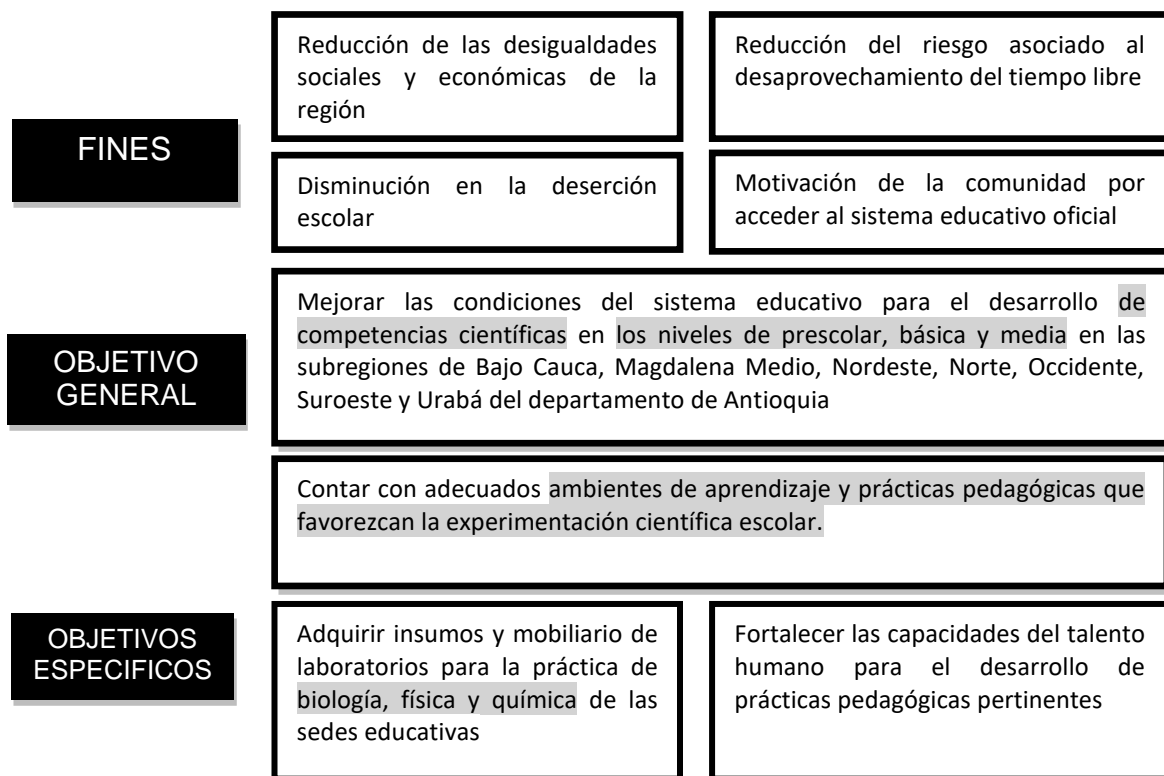 FINES
Reducción de las desigualdades
sociales y económicas de la
región
Reducción del riesgo asociado al
desaprovechamiento del tiempo libre
Disminución en la deserción
escolar
Motivación de la comunidad por
acceder al sistema educativo oficial
OBJETIVO
GENERAL
Mejorar las condiciones del sistema educativo para el desarrollo de
competencias científicas en los niveles de prescolar, básica y media en las
subregiones de Bajo Cauca, Magdalena Medio, Nordeste, Norte, Occidente,
Suroeste y Urabá del departamento de Antioquia
Contar con adecuados ambientes de aprendizaje y prácticas pedagógicas que
favorezcan la experimentación científica escolar.
OBJETIVOS
ESPECIFICOS
Adquirir insumos y mobiliario de
laboratorios para la práctica de
biología, física y química de las
sedes educativas
Fortalecer las capacidades del talento
humano para el desarrollo de
prácticas pedagógicas pertinentes